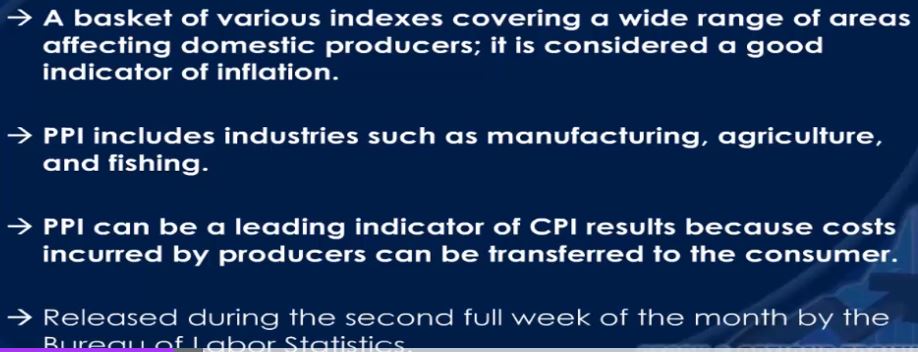 → A basket of various indexes covering a wide range of areas
affecting domestic producers; it is considered a good
indicator of inflation.
→ PPI includes industries such as manufacturing, agriculture,
and fishing.
→ PPI can be a leading indicator of CPI results because costs
incurred by producers can be transferred to the consumer.
→ Released during the second full week of the month by the
Bureau of Labor Statistics.